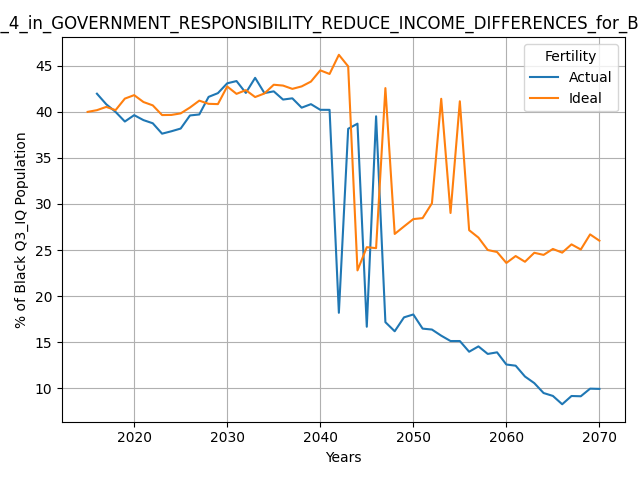 _4_in_GOVERNMENT_RESPONSIBILITY_REDUCE_INCOME_DIFFERENCES_for_B
Fertility
Actual
Ideal
% of Black Q3_IQ Population
45
40
35
30
25
20
15
10
2020 2030 2040 2050 2060 2070
Years